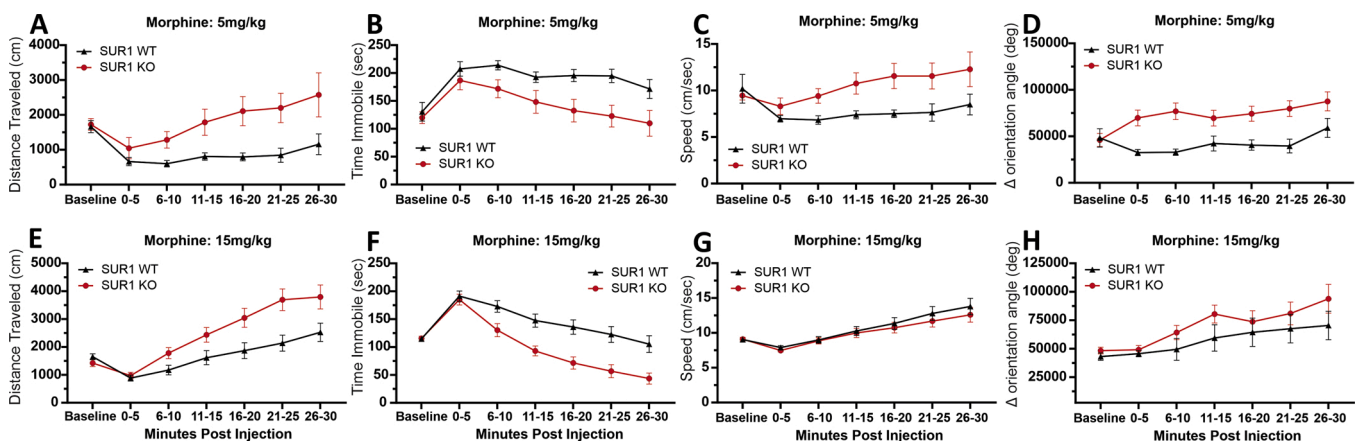 A
Morphine: 5mg/kg
Distance Traveled (cm)
4000
3000
2000
1000
0
SUR1 WT
SUR1 KO
Baseline 0-5 6-10 11-15 16-20 21-25 26-30
B
Morphine: 5mg/kg
Time Immobile (sec)
250
200
150
100
50
0
SUR1 WT
SUR1 KO
Baseline 0-5 6-10 11-15 16-20 21-25 26-30
C
Morphine: 5mg/kg
Speed (cm/sec)
15
10
5
0
SUR1 WT
SUR1 KO
Baseline 0-5 6-10 11-15 16-20 21-25 26-30
D
Morphine: 5mg/kg
Δ orientation angle (deg)
150000
100000
50000
0
SUR1 WT
SUR1 KO
Baseline 0-5 6-10 11-15 16-20 21-25 26-30
E
Morphine: 15mg/kg
Distance Traveled (cm)
5000
4000
3000
2000
1000
0
SUR1 WT
SUR1 KO
Baseline 0-5 6-10 11-15 16-20 21-25 26-30
Minutes Post Injection
F
Morphine: 15mg/kg
Time Immobile (sec)
250
200
150
100
50
0
SUR1 WT
SUR1 KO
Baseline 0-5 6-10 11-15 16-20 21-25 26-30
Minutes Post Injection
G
Morphine: 15mg/kg
Speed (cm/sec)
20
15
10
5
0
SUR1 WT
SUR1 KO
Baseline 0-5 6-10 11-15 16-20 21-25 26-30
Minutes Post Injection
H
Morphine: 15mg/kg
Δ orientation angle (deg)
125000
100000
75000
50000
25000
SUR1 WT
SUR1 KO
Baseline 0-5 6-10 11-15 16-20 21-25 26-30
Minutes Post Injection